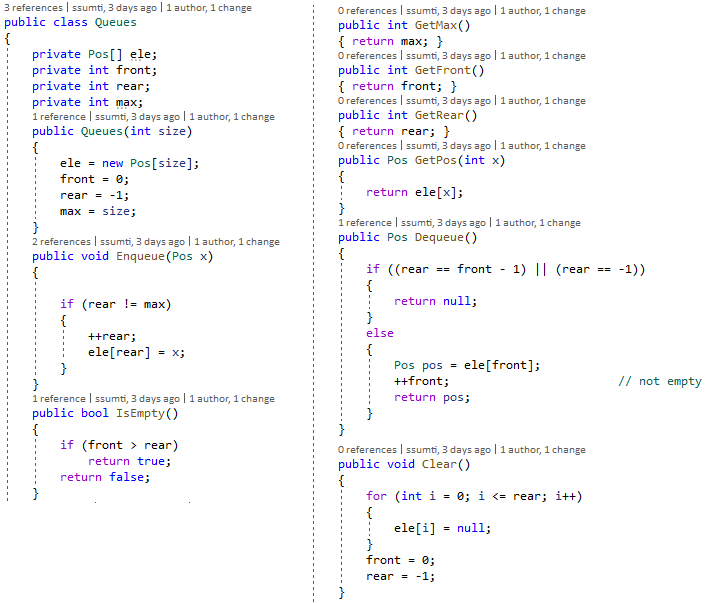 3 references | ssumti, 3 days ago | 1 author, 1 change
public class Queues
{
private Pos[] ele;
private int front;
private int rear;
private int max;
1 reference | ssumti, 3 days ago | 1 author, 1 change
public Queues(int size)
{
ele = new Pos[size];
front = 0;
rear = -1;
max = size;
}
2 references | ssumti, 3 days ago | 1 author, 1 change
public void Enqueue(Pos x)
{
if (rear != max)
{
++rear;
ele[rear] = x;
}
}
1 reference | ssumti, 3 days ago | 1 author, 1 change
public bool IsEmpty()
{
if (front > rear)
return true;
return false;
}
0 references | ssumti, 3 days ago | 1 author, 1 change
public int GetMax()
{ return max; }
0 references | ssumti, 3 days ago | 1 author, 1 change
public int GetFront()
{ return front; }
0 references | ssumti, 3 days ago | 1 author, 1 change
public int GetRear()
{ return rear; }
0 references | ssumti, 3 days ago | 1 author, 1 change
public Pos GetPos(int x)
{
return ele[x];
}
1 reference | ssumti, 3 days ago | 1 author, 1 change
public Pos Dequeue()
{
if ((rear == front - 1) || (rear == -1))
{
return null;
}
else
{
Pos pos = ele[front];
++front; // not empty
return pos;
}
}
0 references | ssumti, 3 days ago | 1 author, 1 change
public void Clear()
{
for (int i = 0; i <= rear; i++)
{
ele[i] = null;
}
front = 0;
rear = -1;
}